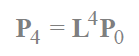 P₄ = L⁴P₀